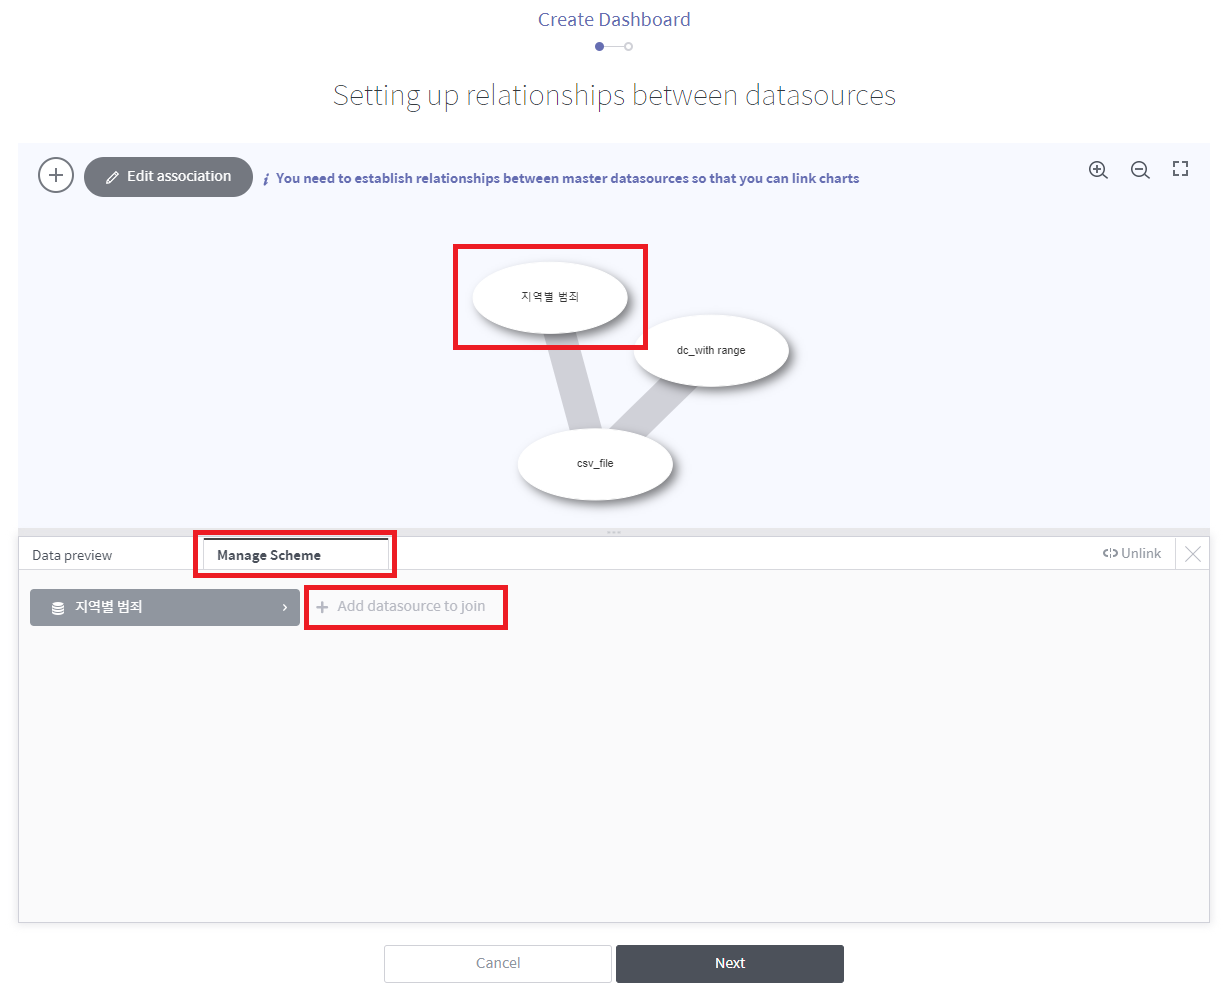 Create Dashboard
Setting up relationships between datasources
Edit association
i You need to establish relationships between master datasources so that you can link charts
지역별 범죄
dc_with range
csv_file
Data preview
Manage Scheme
Unlink
지역별 범죄
Add datasource to join
Cancel
Next